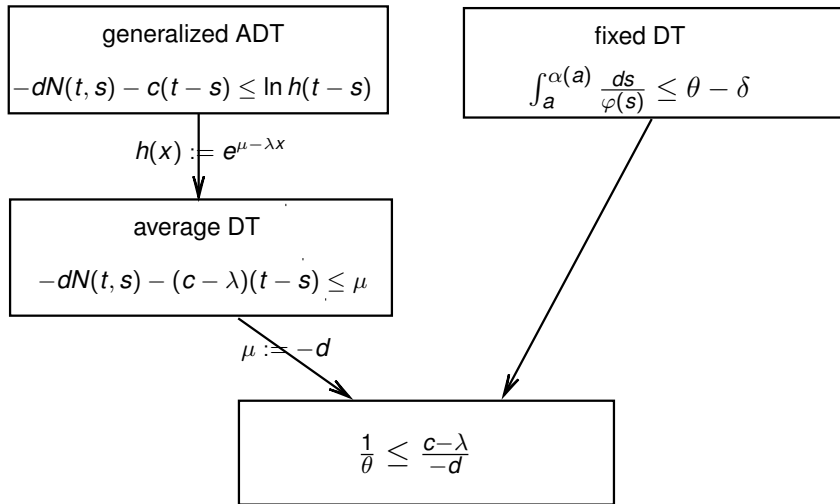 generalized ADT
−dN(t, s) − c(t − s) ≤ ln h(t − s)
fixed DT
∫_a^{α(a)} ds/φ(s) ≤ θ − δ
h(x) := e^{μ−λx}
average DT
−dN(t, s) − (c − λ)(t − s) ≤ μ
μ := −d
1/θ ≤ (c−λ)/(−d)